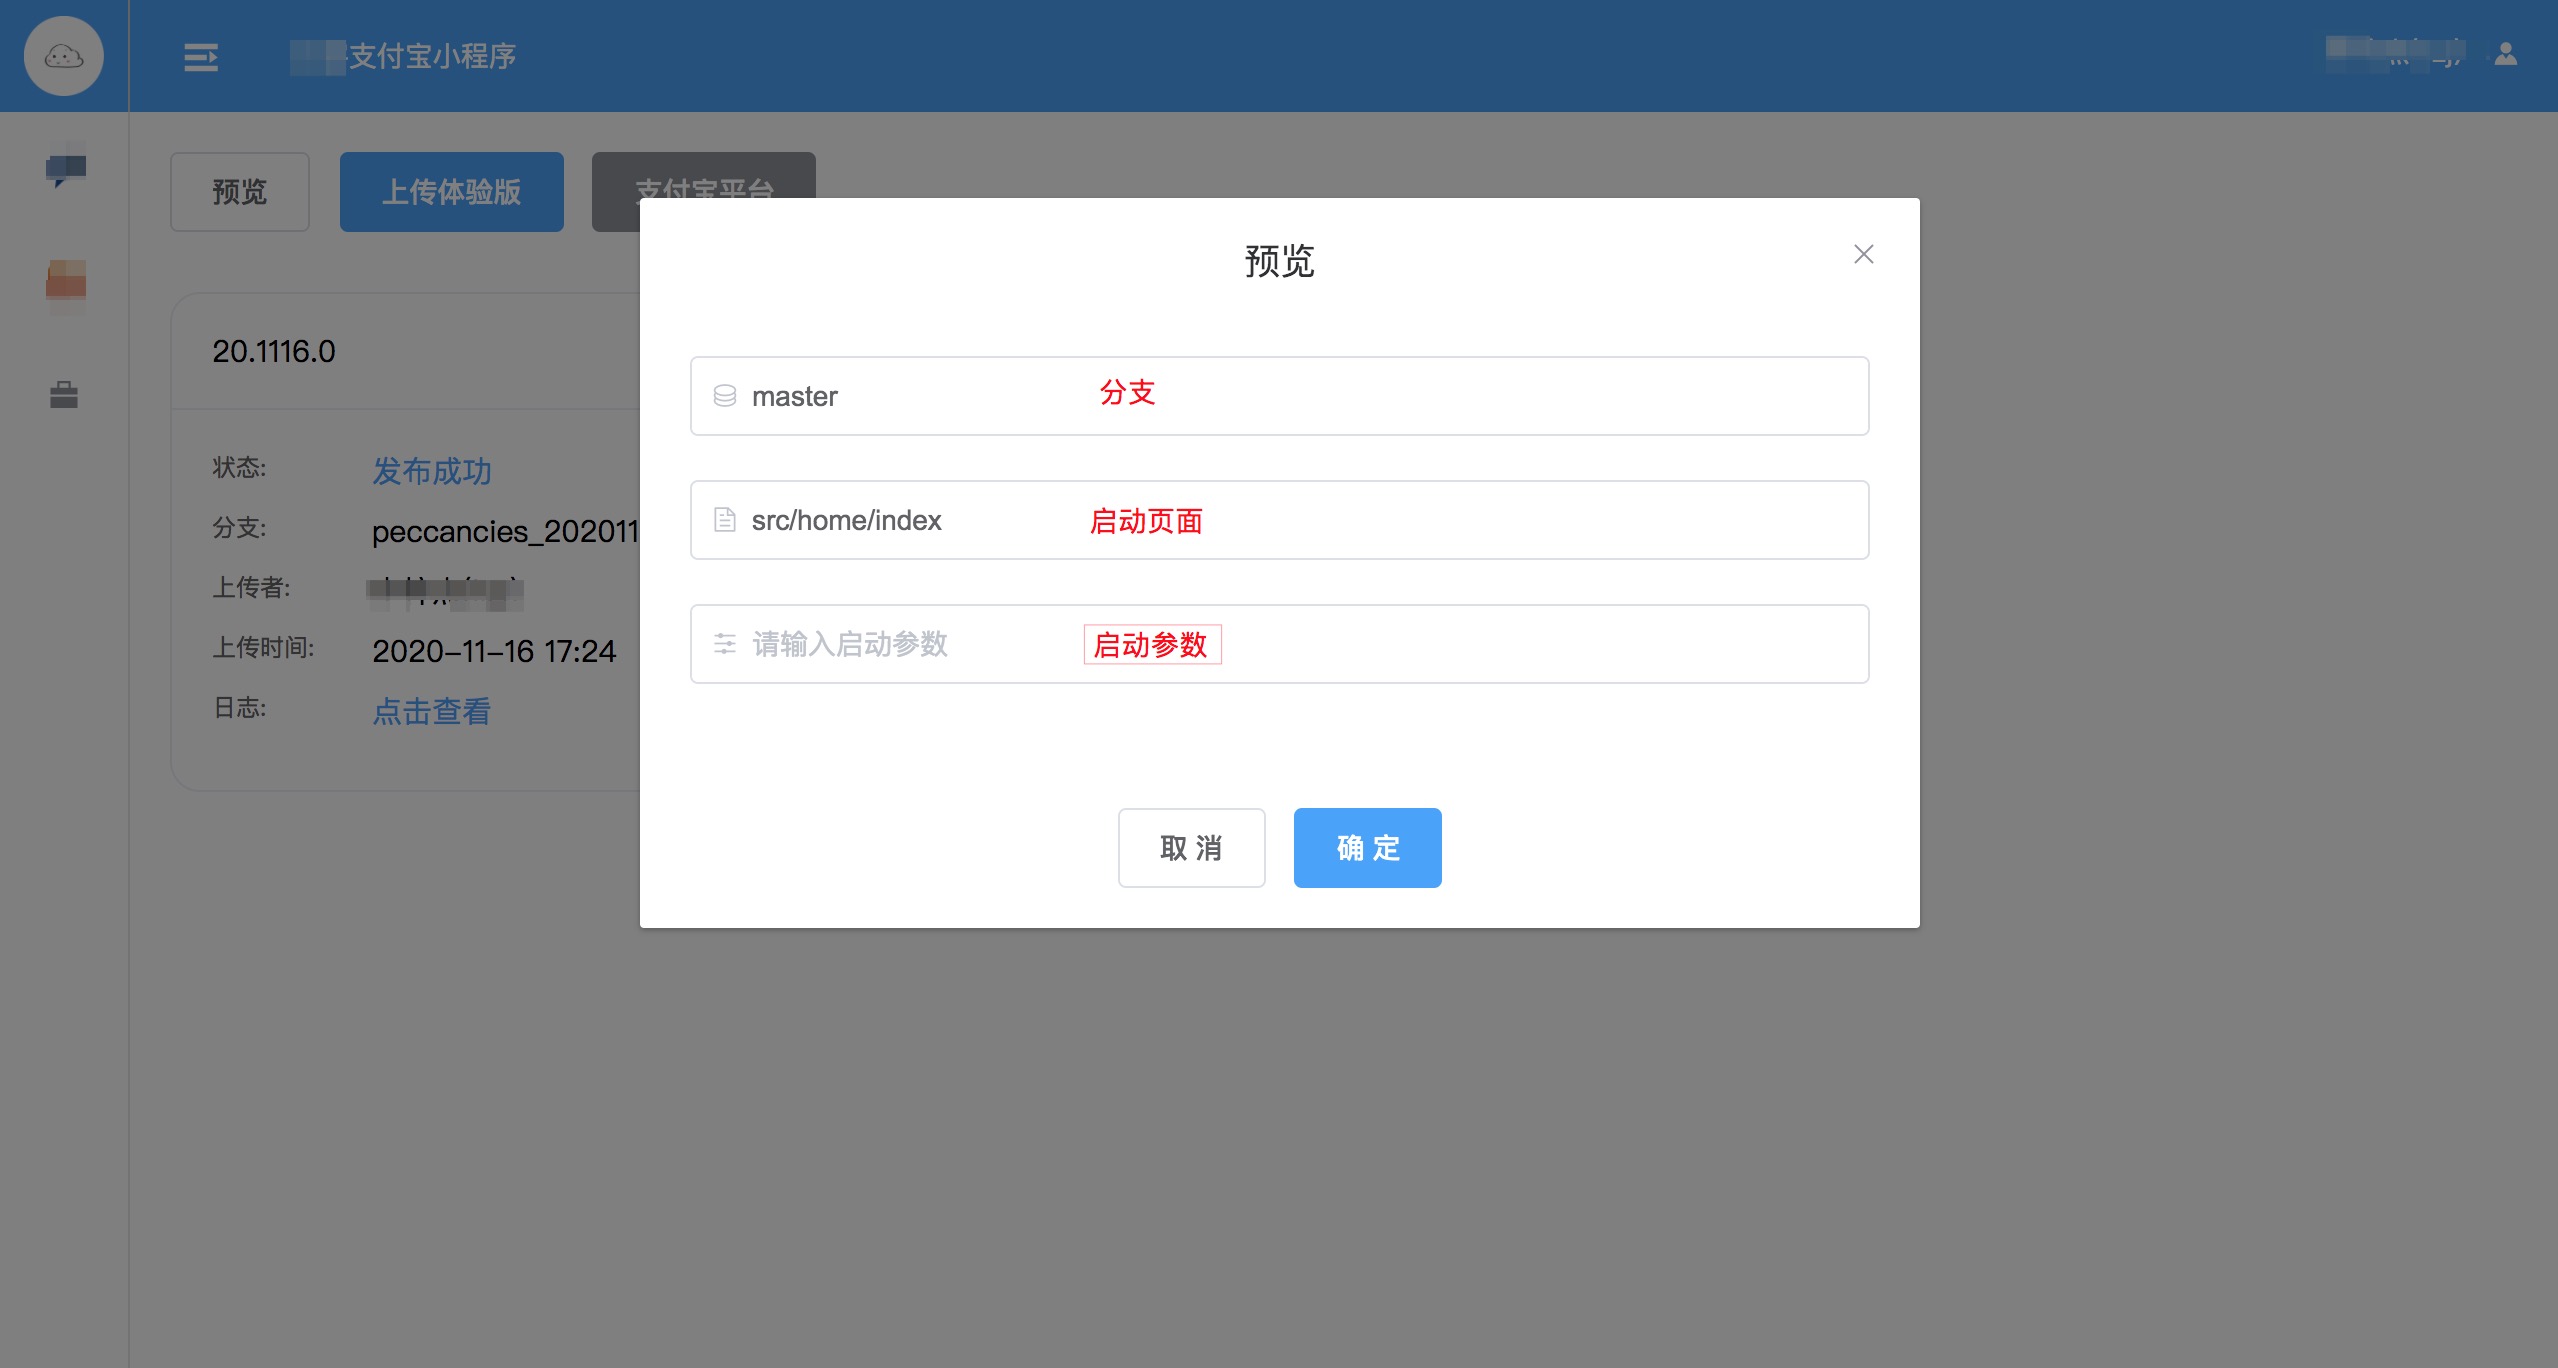 支付宝小程序
预览
上传体验版
支付宝平台
20.1116.0
状态:
发布成功
分支:
peccancies_202011
上传者:
上传时间:
2020-11-16 17:24
日志:
点击查看
预览
master
分支
src/home/index
启动页面
请输入启动参数
启动参数
取 消
确 定